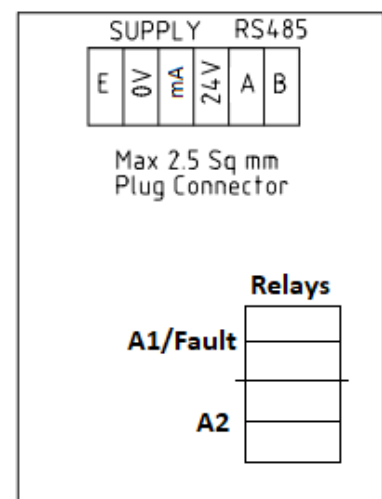 SUPPLY RS485
E 0V mA 24V A B
Max 2.5 Sq mm
Plug Connector
Relays
A1/Fault
A2